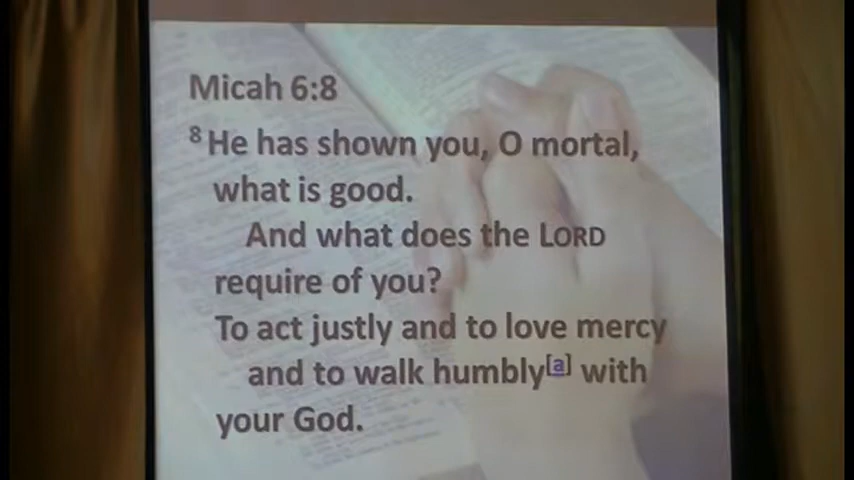 Micah 6:8
8 He has shown you, O mortal,
what is good.
And what does the LORD
require of you?
To act justly and to love mercy
and to walk humbly[a] with
your God.